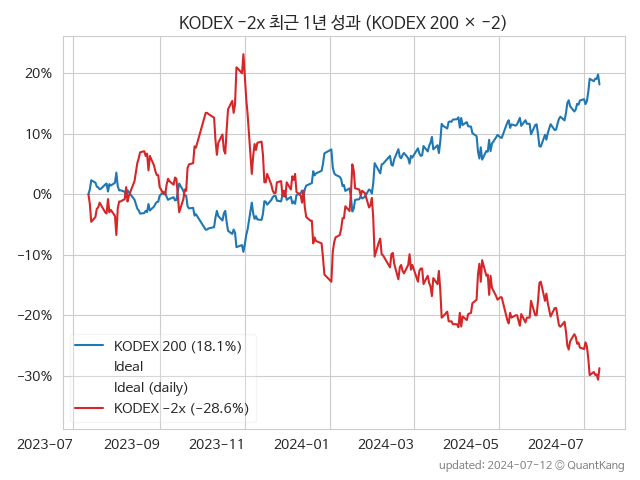 KODEX -2x 최근 1년 성과 (KODEX 200 × -2)
20%
10%
0%
−10%
−20%
−30%
KODEX 200 (18.1%)
Ideal
Ideal (daily)
KODEX -2x (−28.6%)
2023-07
2023-09
2023-11
2024-01
2024-03
2024-05
2024-07
updated: 2024-07-12 © QuantKang